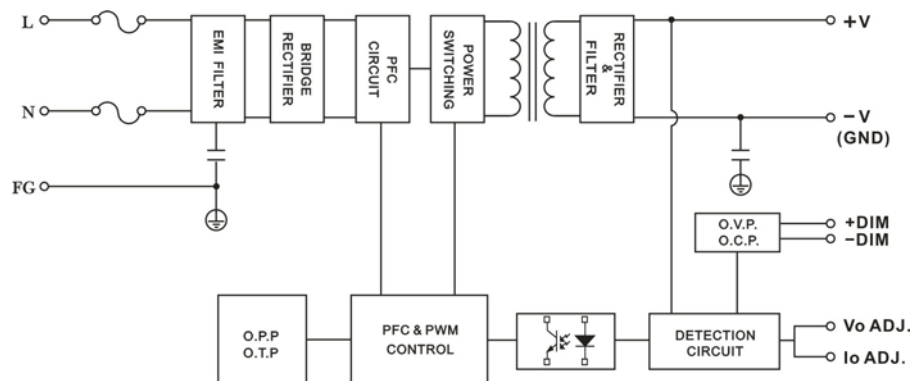 L
N
FG
EMI FILTER
BRIDGE
RECTIFIER
PFC
CIRCUIT
POWER
SWITCHING
RECTIFIER
&
FILTER
+V
−V
(GND)
O.V.P.
O.C.P.
+DIM
−DIM
O.P.P
O.T.P
PFC & PWM
CONTROL
DETECTION
CIRCUIT
Vo ADJ.
Io ADJ.